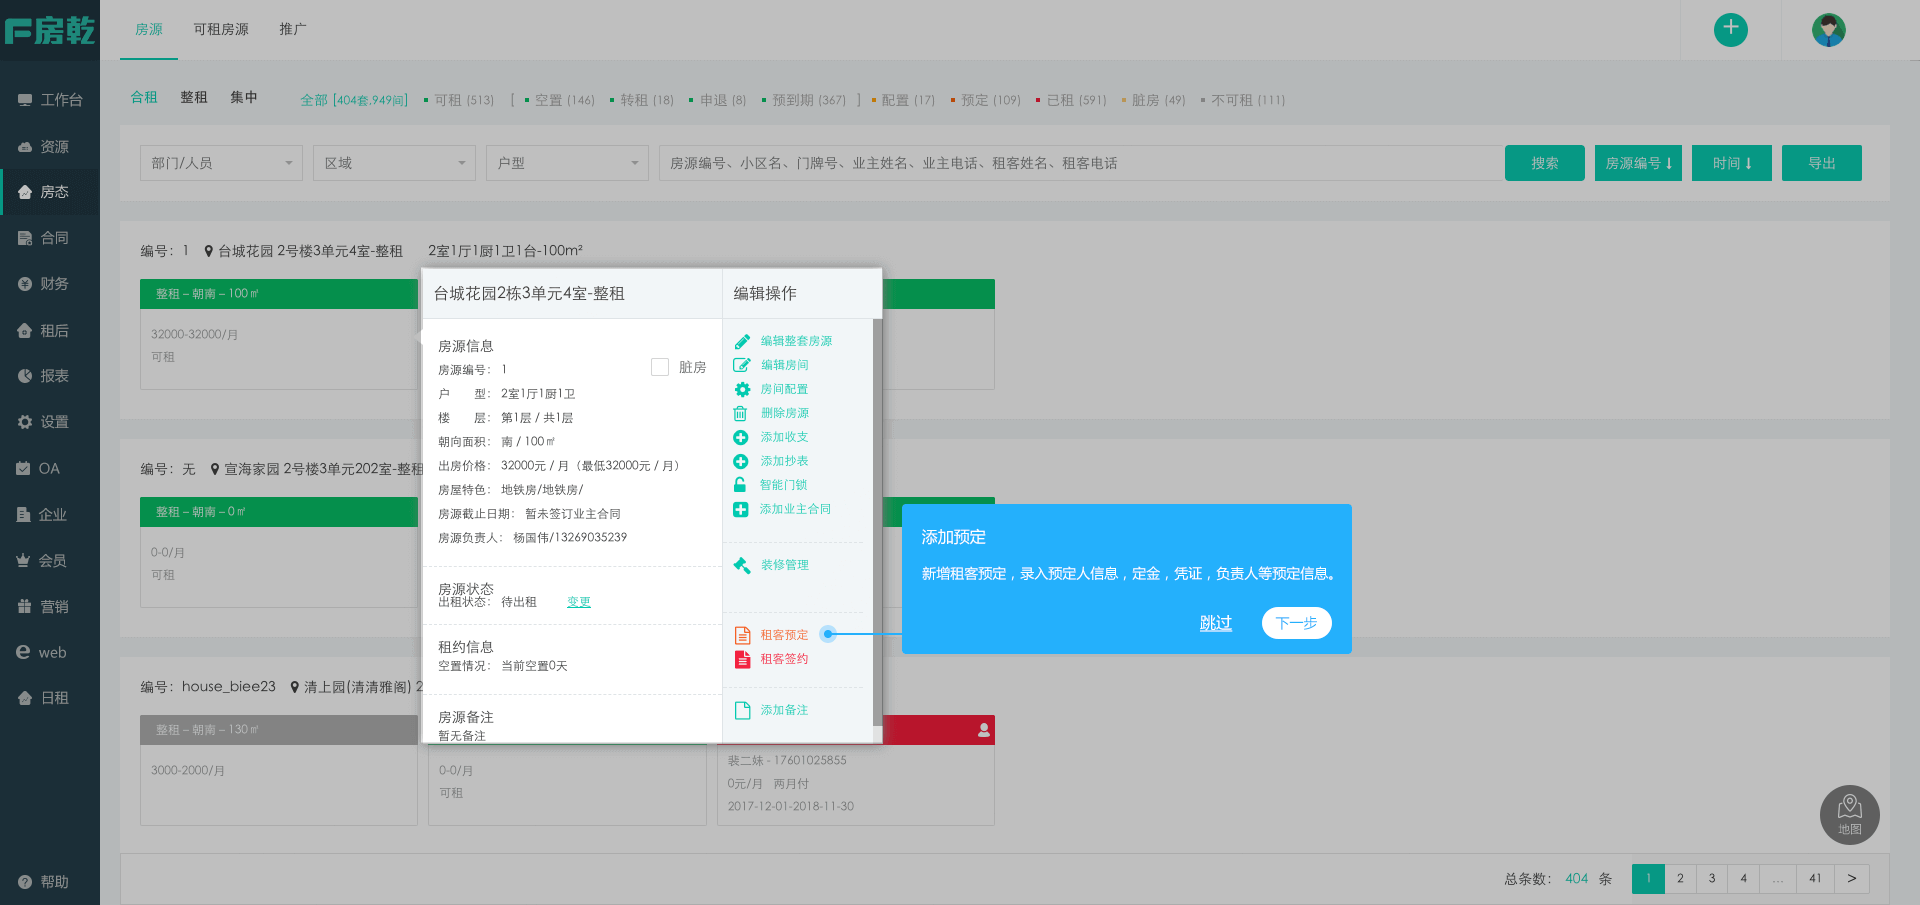 房乾
房源 可租房源 推广
工作台
资源
房态
合同
财务
租后
报表
设置
OA
企业
会员
营销
web
日租
帮助
合租 整租 集中 全部 [404套,949间] 可租 (513) [ 空置 (146) 转租 (18) 申退 (8) 预到期 (367) ] 配置 (17) 预定 (109) 已租 (591) 脏房 (49) 不可租 (111)
部门/人员 区域 户型 房源编号、小区名、门牌号、业主姓名、业主电话、租客姓名、租客电话 搜索 房源编号 时间 导出
编号： 1 台城花园 2号楼3单元4室-整租 2室1厅1厨1卫1台-100m²
整租 – 朝南 – 100㎡
32000-32000/月
可租
编号： 无 宣海家园 2号楼3单元202室-整租
整租 – 朝南 – 0㎡
0-0/月
可租
编号： house_biee23 清上园(清清雅阁) 2
整租 – 朝南 – 130㎡
3000-2000/月
0-0/月
可租
裴二妹 - 17601025855
0元/月 两月付
2017-12-01-2018-11-30
台城花园2栋3单元4室-整租
房源信息
房源编号： 1
脏房
户 型： 2室1厅1厨1卫
楼 层： 第1层 / 共1层
朝向面积： 南 / 100㎡
出房价格： 32000元 / 月（最低32000元 / 月）
房屋特色： 地铁房/地铁房/
房源截止日期： 暂未签订业主合同
房源负责人： 杨国伟/13269035239
房源状态
出租状态： 待出租 变更
租约信息
空置情况： 当前空置0天
房源备注
暂无备注
编辑操作
编辑整套房源
编辑房间
房间配置
删除房源
添加收支
添加抄表
智能门锁
添加业主合同
装修管理
租客预定
租客签约
添加备注
添加预定
新增租客预定，录入预定人信息，定金，凭证，负责人等预定信息。
跳过 下一步
地图
总条数： 404 条 1 2 3 4 ... 41 >